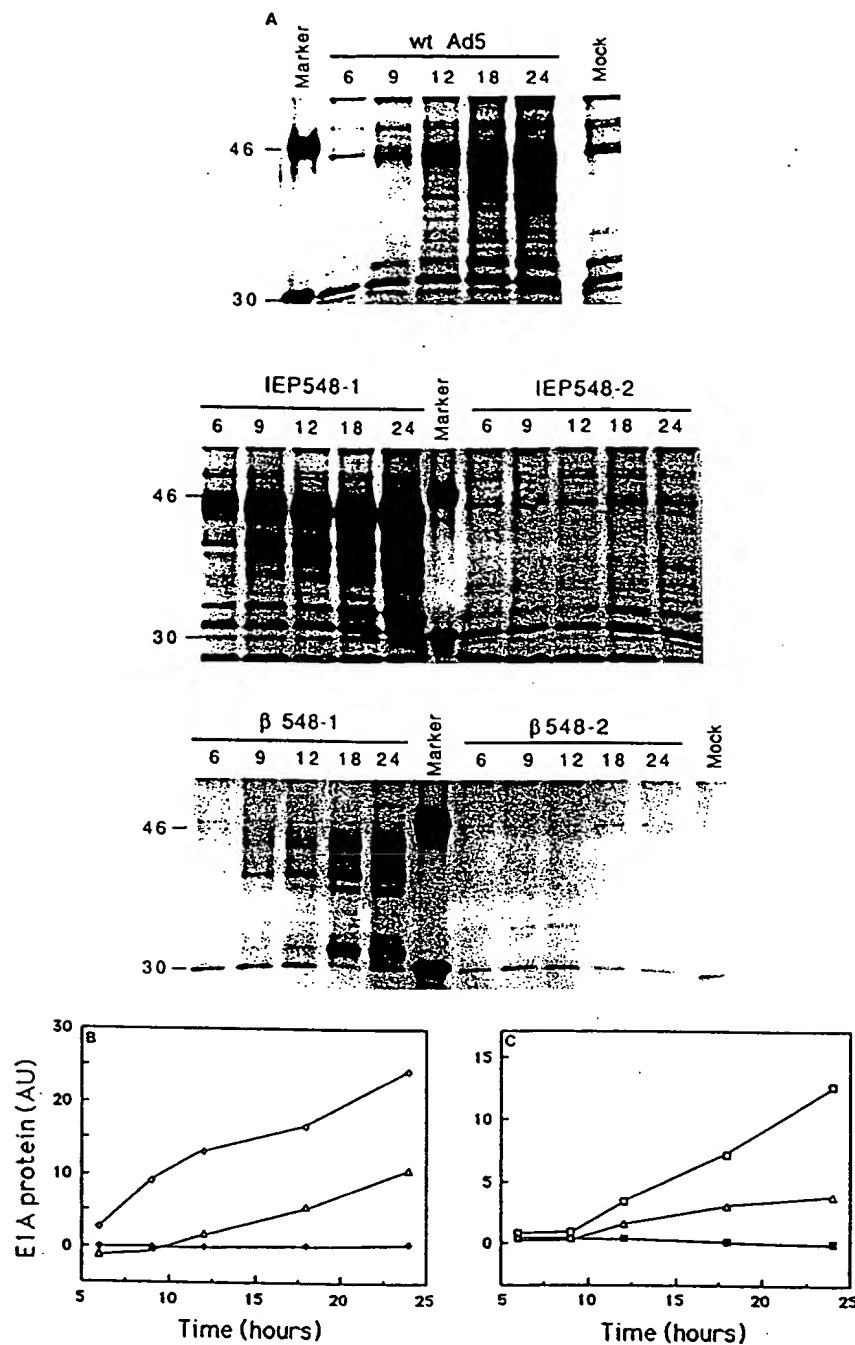 A
Marker
wt Ad5
6 9 12 18 24
Mock
46
30
IEP548-1
Marker
IEP548-2
6 9 12 18 24
6 9 12 18 24
46
30
β 548-1
Marker
β548-2
Mock
6 9 12 18 24
6 9 12 18 24
46
30
B
E1A protein (AU)
30
20
10
0
5 10 15 20 25
Time (hours)
C
15
10
5
0
5 10 15 20 25
Time (hours)